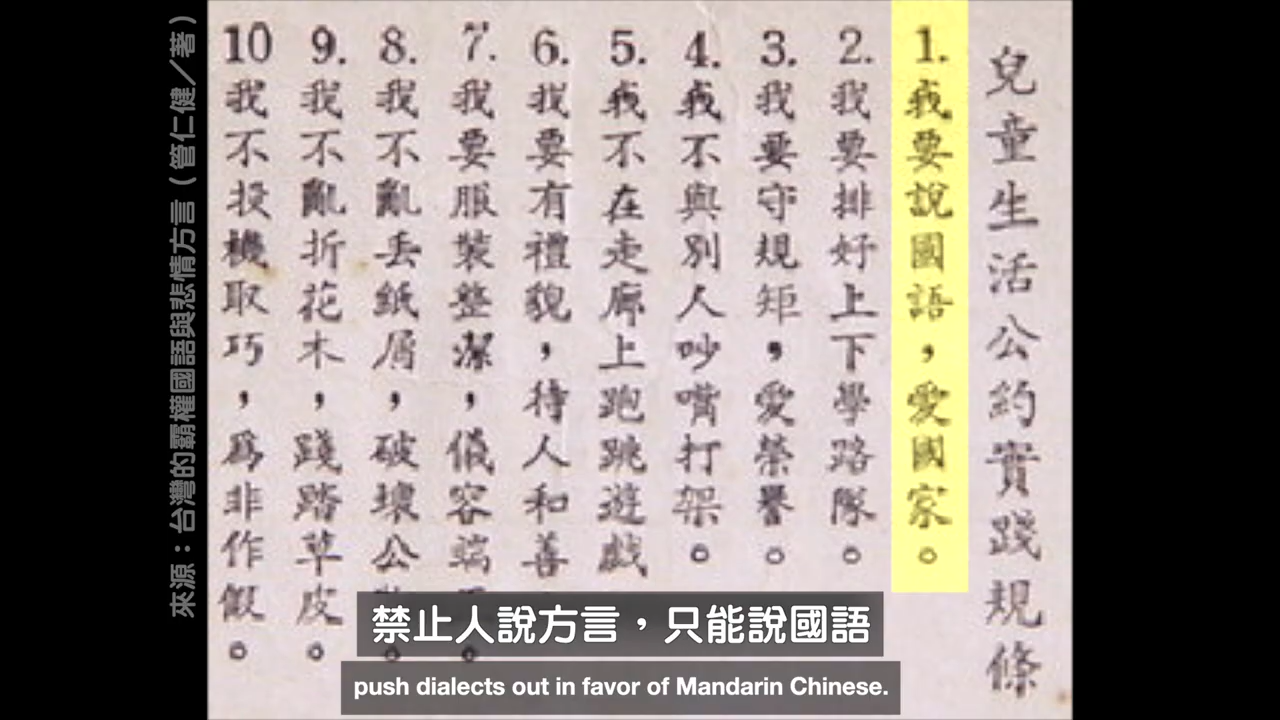 兒童生活公約實踐規條
1.我要說國語，愛國家。
2.我要排好上下學路隊。
3.我要守規矩，愛榮譽。
4.我不與別人吵嘴打架。
5.我不在走廊上跑跳遊戲
6.我要有禮貌，待人和善
7.我要服裝整潔，儀容端
8.我不亂丟紙屑，破壞公
9.我不亂折花木，踐踏草皮。
10我不投機取巧，爲非作假。
來源：台灣的霸權國語與悲情方言（管仁健／著）
禁止人說方言，只能說國語
push dialects out in favor of Mandarin Chinese.